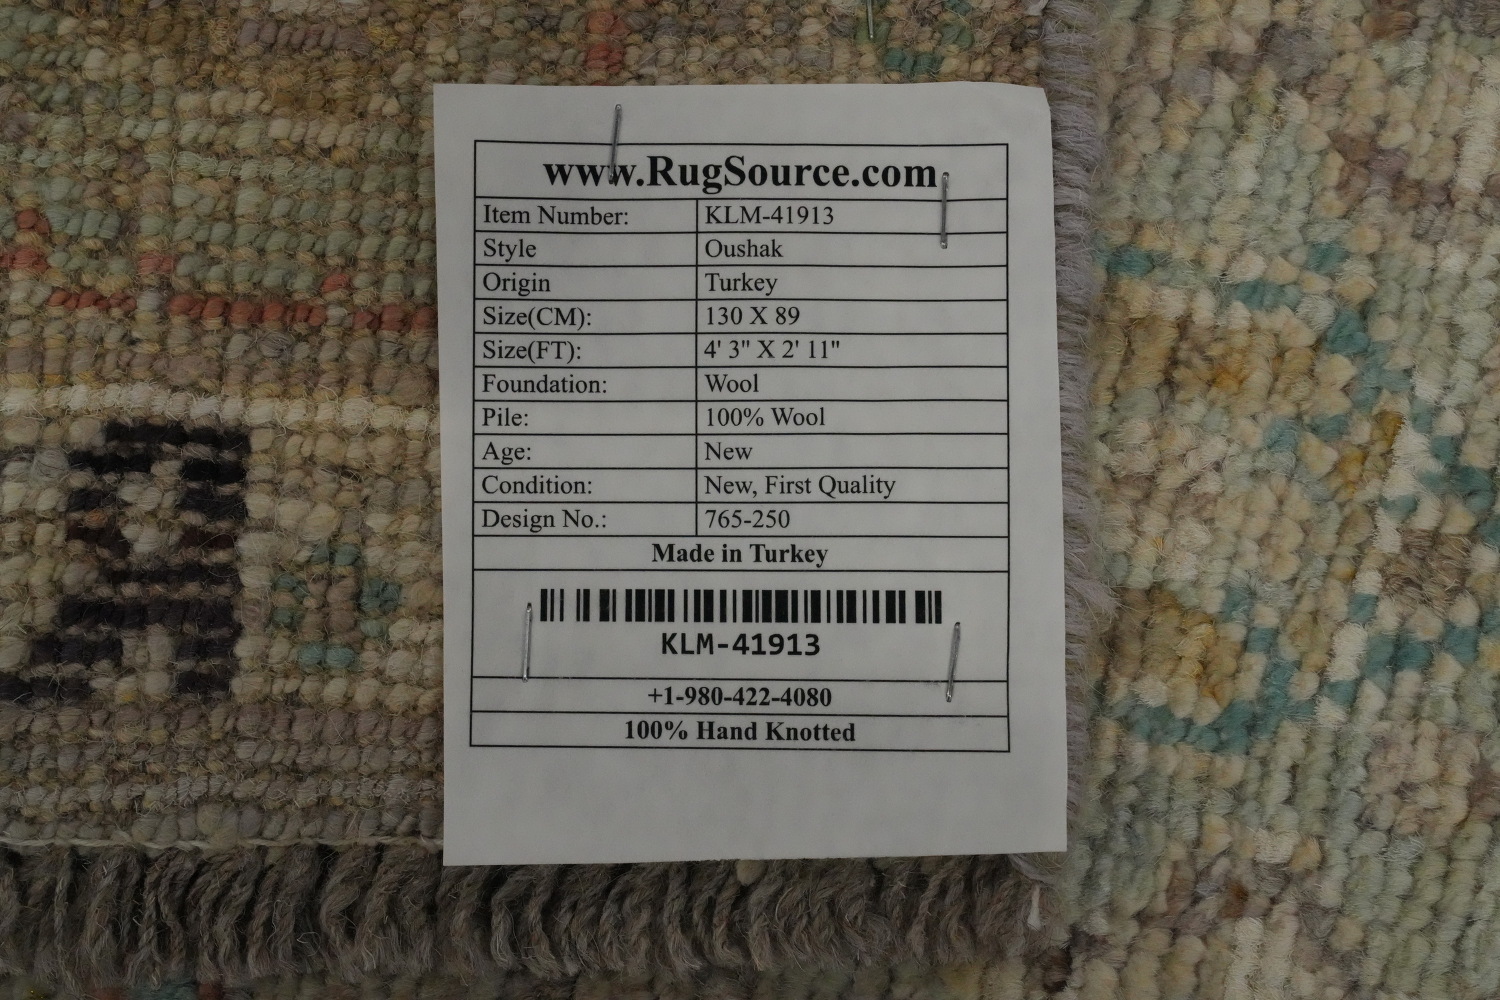 www.RugSource.com
Item Number: KLM-41913
Style Oushak
Origin Turkey
Size(CM): 130 X 89
Size(FT): 4' 3" X 2' 11"
Foundation: Wool
Pile: 100% Wool
Age: New
Condition: New, First Quality
Design No.: 765-250
Made in Turkey
KLM-41913
+1-980-422-4080
100% Hand Knotted